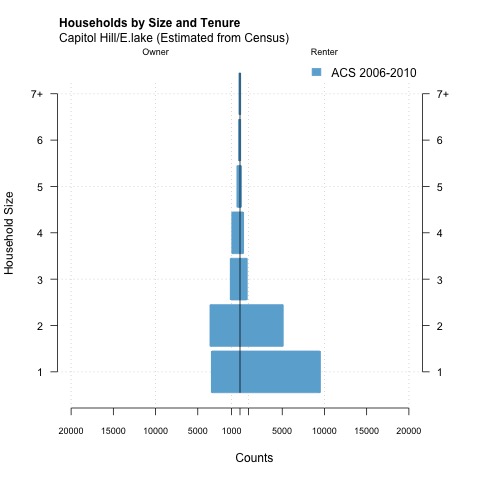 Households by Size and Tenure
Capitol Hill/E.lake (Estimated from Census)
Owner
Renter
ACS 2006-2010
7+
7+
6
6
5
5
4
4
3
3
2
2
1
1
Household Size
20000 15000 10000 5000 1000 5000 10000 15000 20000
Counts